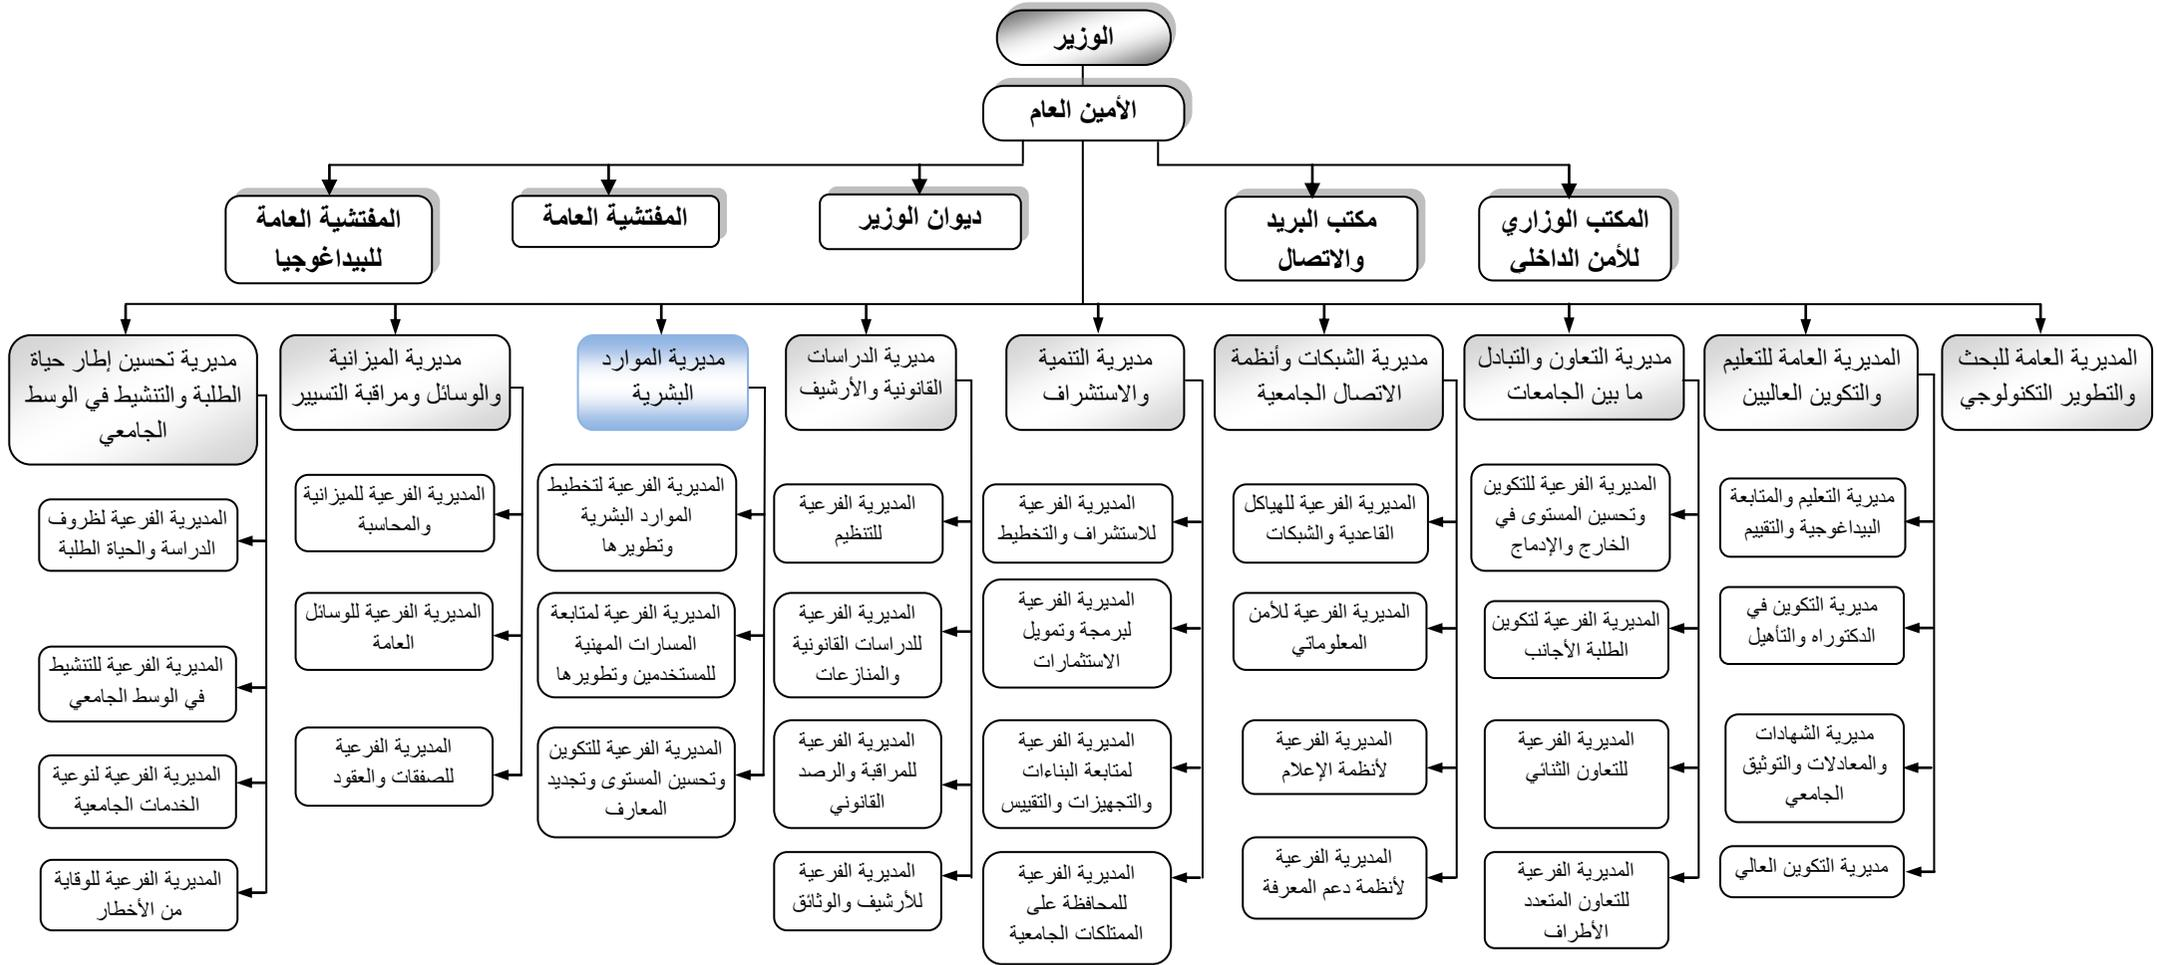 الوزير
الأمين العام
المكتب الوزاري
للأمن الداخلي
مكتب البريد
والاتصال
ديوان الوزير
المفتشية العامة
المفتشية العامة
للبيداغوجيا
المديرية العامة للبحث
والتطوير التكنولوجي
المديرية العامة للتعليم
والتكوين العاليين
مديرية التعاون والتبادل
ما بين الجامعات
مديرية الشبكات وأنظمة
الاتصال الجامعية
مديرية التنمية
والاستشراف
مديرية الدراسات
القانونية والأرشيف
مديرية الموارد
البشرية
مديرية الميزانية
والوسائل ومراقبة التسيير
مديرية تحسين إطار حياة
الطلبة والتنشيط في الوسط
الجامعي
مديرية التعليم والمتابعة
البيداغوجية والتقييم
مديرية التكوين في
الدكتوراه والتأهيل
مديرية الشهادات
والمعادلات والتوثيق
الجامعي
مديرية التكوين العالي
المديرية الفرعية للتكوين
وتحسين المستوى في
الخارج والإدماج
المديرية الفرعية لتكوين
الطلبة الأجانب
المديرية الفرعية
للتعاون الثنائي
المديرية الفرعية
للتعاون المتعدد
الأطراف
المديرية الفرعية للهياكل
القاعدية والشبكات
المديرية الفرعية للأمن
المعلوماتي
المديرية الفرعية
لأنظمة الإعلام
المديرية الفرعية
لأنظمة دعم المعرفة
المديرية الفرعية
للاستشراف والتخطيط
المديرية الفرعية
لبرمجة وتمويل
الاستثمارات
المديرية الفرعية
لمتابعة البناءات
والتجهيزات والتقييس
المديرية الفرعية
للمحافظة على
الممتلكات الجامعية
المديرية الفرعية
للتنظيم
المديرية الفرعية
للدراسات القانونية
والمنازعات
المديرية الفرعية
للمراقبة والرصد
القانوني
المديرية الفرعية
للأرشيف والوثائق
المديرية الفرعية لتخطيط
الموارد البشرية
وتطويرها
المديرية الفرعية لمتابعة
المسارات المهنية
للمستخدمين وتطويرها
المديرية الفرعية للتكوين
وتحسين المستوى وتجديد
المعارف
المديرية الفرعية للميزانية
والمحاسبة
المديرية الفرعية للوسائل
العامة
المديرية الفرعية
للصفقات والعقود
المديرية الفرعية لظروف
الدراسة والحياة الطلبة
المديرية الفرعية للتنشيط
في الوسط الجامعي
المديرية الفرعية لنوعية
الخدمات الجامعية
المديرية الفرعية للوقاية
من الأخطار